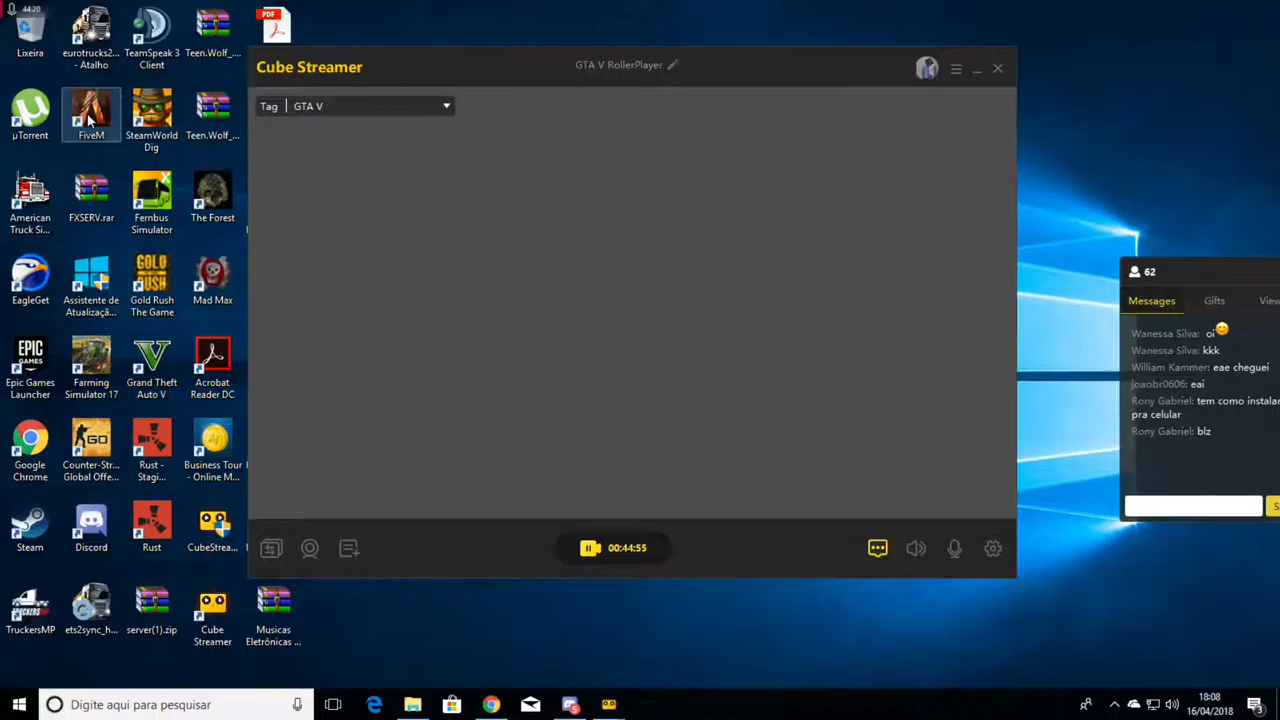 44:20
PDF
Lixeira
eurotrucks2...
- Atalho
TeamSpeak 3
Client
Teen.Wolf_...
µTorrent
FiveM
SteamWorld
Dig
Teen.Wolf_...
American
Truck Si...
FXSERV.rar
Fernbus
Simulator
The Forest
EagleGet
Assistente de
Atualizaçã...
GOLD
RUSH
Gold Rush
The Game
Mad Max
EPIC
GAMES
Epic Games
Launcher
Farming
Simulator 17
Grand Theft
Auto V
Acrobat
Reader DC
Google
Chrome
GO
Counter-Str...
Global Offe...
Rust -
Stagi...
Business Tour
- Online M...
Steam
Discord
Rust
CubeStrea...
TruckersMP
ets2sync_h...
server(1).zip
Cube
Streamer
Musicas
Eletrônicas ...
Cube Streamer
GTA V RollerPlayer
Tag
GTA V
00:44:55
62
Messages
Gifts
View
Wanessa Silva: oi😊
Wanessa Silva: kkk
William Kammer: eae cheguei
Joaobr0606: eai
Rony Gabriel: tem como instalar
pra celular
Rony Gabriel: blz
S
Digite aqui para pesquisar
18:08
16/04/2018
3